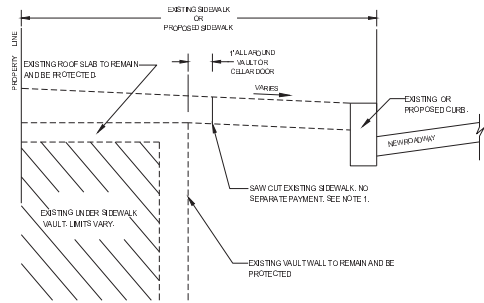 EXISTING SIDEWALK
OR
PROPOSED SIDEWALK
PROPERTY LINE
1' ALL AROUND
VAULT OR
CELLAR DOOR
EXISTING ROOF SLAB TO REMAIN
AND BE PROTECTED.
VARIES
EXISTING OR
PROPOSED CURB.
NEW ROADWAY
SAW CUT EXISTING SIDEWALK. NO
SEPARATE PAYMENT. SEE NOTE 1.
EXISTING UNDER SIDEWALK
VAULT. LIMITS VARY.
EXISTING VAULT WALL TO REMAIN AND BE
PROTECTED